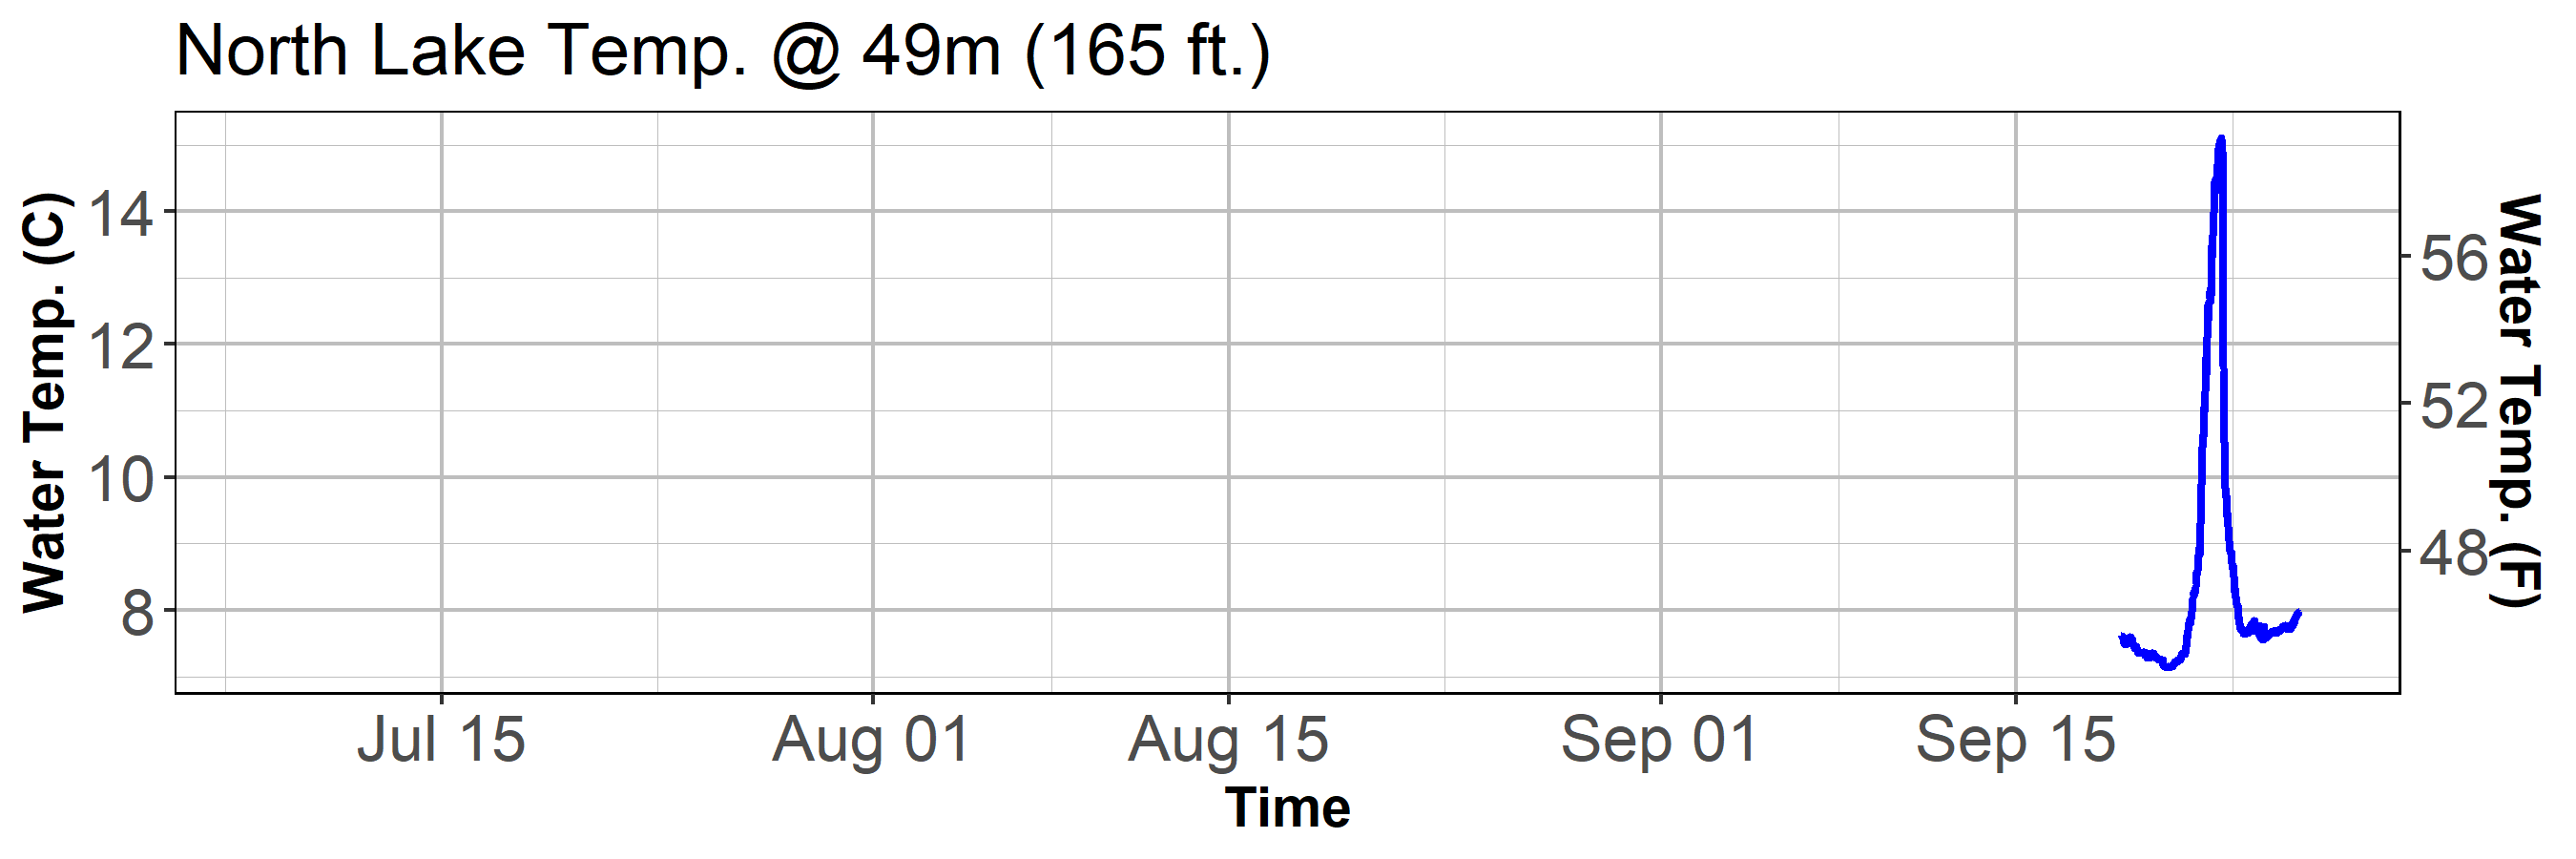 North Lake Temp. @ 49m (165 ft.)
Water Temp. (C)
14
12
10
8
56
52
48
Water Temp. (F)
Jul 15
Aug 01
Aug 15
Sep 01
Sep 15
Time